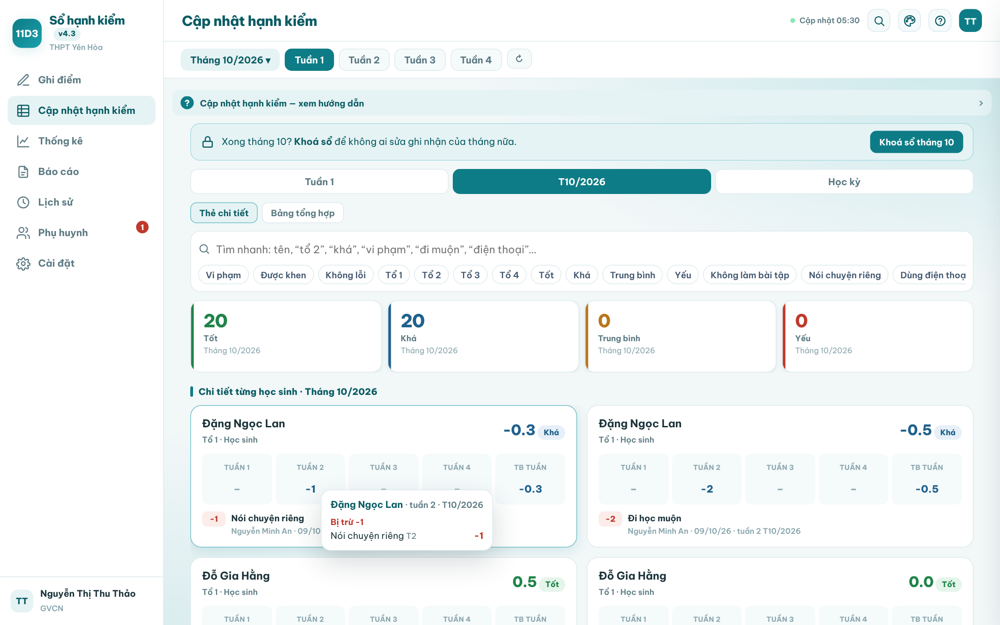 11D3
Sổ hạnh kiểm
v4.3
THPT Yên Hòa
Ghi điểm
Cập nhật hạnh kiểm
Thống kê
Báo cáo
Lịch sử
Phụ huynh
1
Cài đặt
TT
Nguyễn Thị Thu Thảo
GVCN
Cập nhật hạnh kiểm
Cập nhật 05:30
TT
Tháng 10/2026 ▾ Tuần 1 Tuần 2 Tuần 3 Tuần 4
? Cập nhật hạnh kiểm – xem hướng dẫn ›
Xong tháng 10? Khoá sổ để không ai sửa ghi nhận của tháng nữa.
Khoá sổ tháng 10
Tuần 1 T10/2026 Học kỳ
Thẻ chi tiết Bảng tổng hợp
Tìm nhanh: tên, “tổ 2”, “khá”, “vi phạm”, “đi muộn”, “điện thoại”...
Vi phạm Được khen Không lỗi Tổ 1 Tổ 2 Tổ 3 Tổ 4 Tốt Khá Trung bình Yếu Không làm bài tập Nói chuyện riêng Dùng điện thoạ
20
Tốt
Tháng 10/2026
20
Khá
Tháng 10/2026
0
Trung bình
Tháng 10/2026
0
Yếu
Tháng 10/2026
Chi tiết từng học sinh · Tháng 10/2026
Đặng Ngọc Lan
Tổ 1 · Học sinh
-0.3 Khá
TUẦN 1 TUẦN 2 TUẦN 3 TUẦN 4 TB TUẦN
– -1 – – -0.3
-1 Nói chuyện riêng
Nguyễn Minh An · 09/10
Đặng Ngọc Lan · tuần 2 · T10/2026
Bị trừ -1
Nói chuyện riêng T2 -1
Đặng Ngọc Lan
Tổ 1 · Học sinh
-0.5 Khá
TUẦN 1 TUẦN 2 TUẦN 3 TUẦN 4 TB TUẦN
– -2 – – -0.5
-2 Đi học muộn
Nguyễn Minh An · 09/10/26 · tuần 2 T10/2026
Đỗ Gia Hằng
Tổ 1 · Học sinh
0.5 Tốt
TUẦN 1 TUẦN 2 TUẦN 3 TUẦN 4 TB TUẦN
Đỗ Gia Hằng
Tổ 1 · Học sinh
0.0 Tốt
TUẦN 1 TUẦN 2 TUẦN 3 TUẦN 4 TB TUẦN